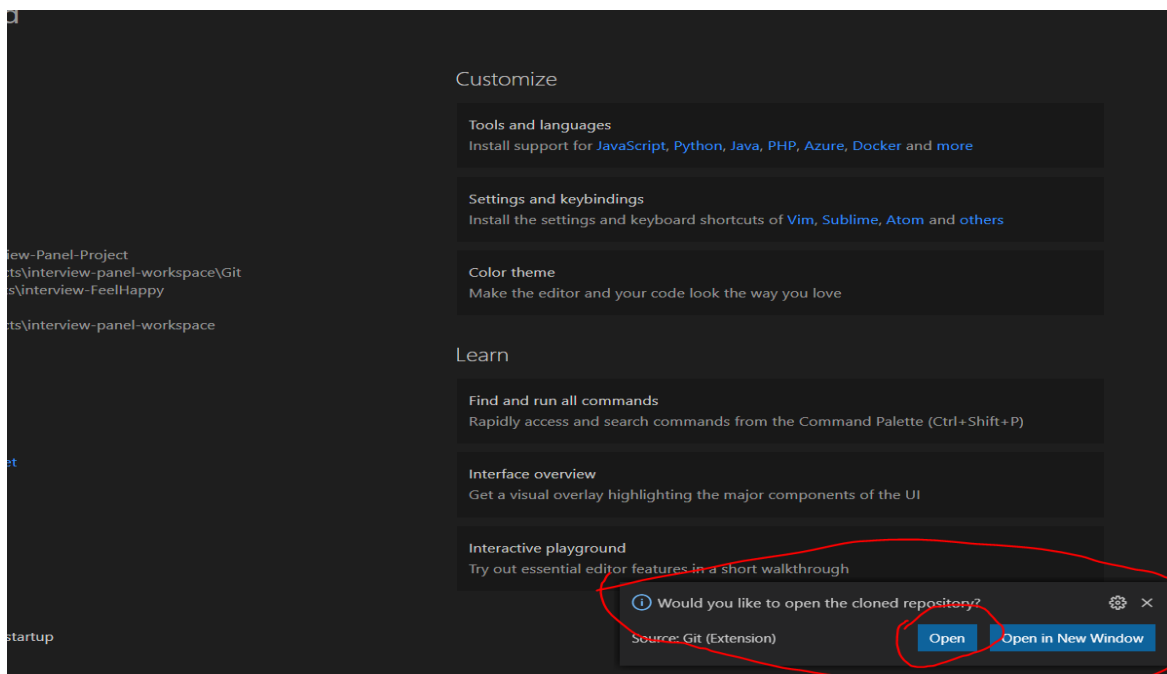 Customize
Tools and languages
Install support for JavaScript, Python, Java, PHP, Azure, Docker and more
Settings and keybindings
Install the settings and keyboard shortcuts of Vim, Sublime, Atom and others
iew-Panel-Project
cts\interview-panel-workspace\Git
s\interview-FeelHappy
cts\interview-panel-workspace
Color theme
Make the editor and your code look the way you love
Learn
Find and run all commands
Rapidly access and search commands from the Command Palette (Ctrl+Shift+P)
et
Interface overview
Get a visual overlay highlighting the major components of the UI
Interactive playground
Try out essential editor features in a short walkthrough
Would you like to open the cloned repository?
startup
Source: Git (Extension)
Open
Open in New Window